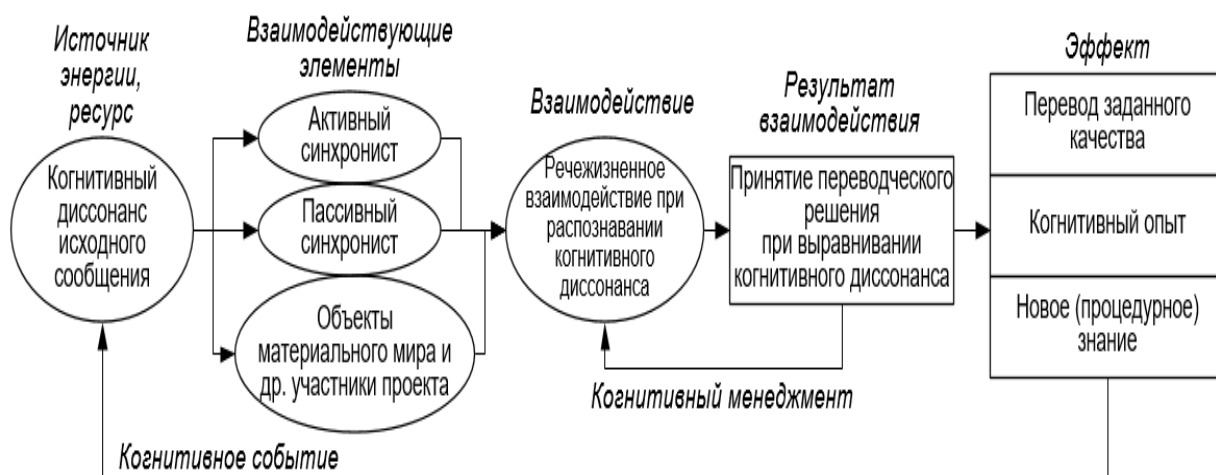 Источник
энергии,
ресурс
Когнитивный
диссонанс
исходного
сообщения
Взаимодействующие
элементы
Активный
синхронист
Пассивный
синхронист
Объекты
материального мира и
др. участники проекта
Взаимодействие
Речежизненное
взаимодействие при
распознавании
когнитивного
диссонанса
Результат
взаимодействия
Принятие переводческого
решения
при выравнивании
когнитивного диссонанса
Эффект
Перевод заданного
качества
Когнитивный опыт
Новое (процедурное)
знание
Когнитивный менеджмент
Когнитивное событие